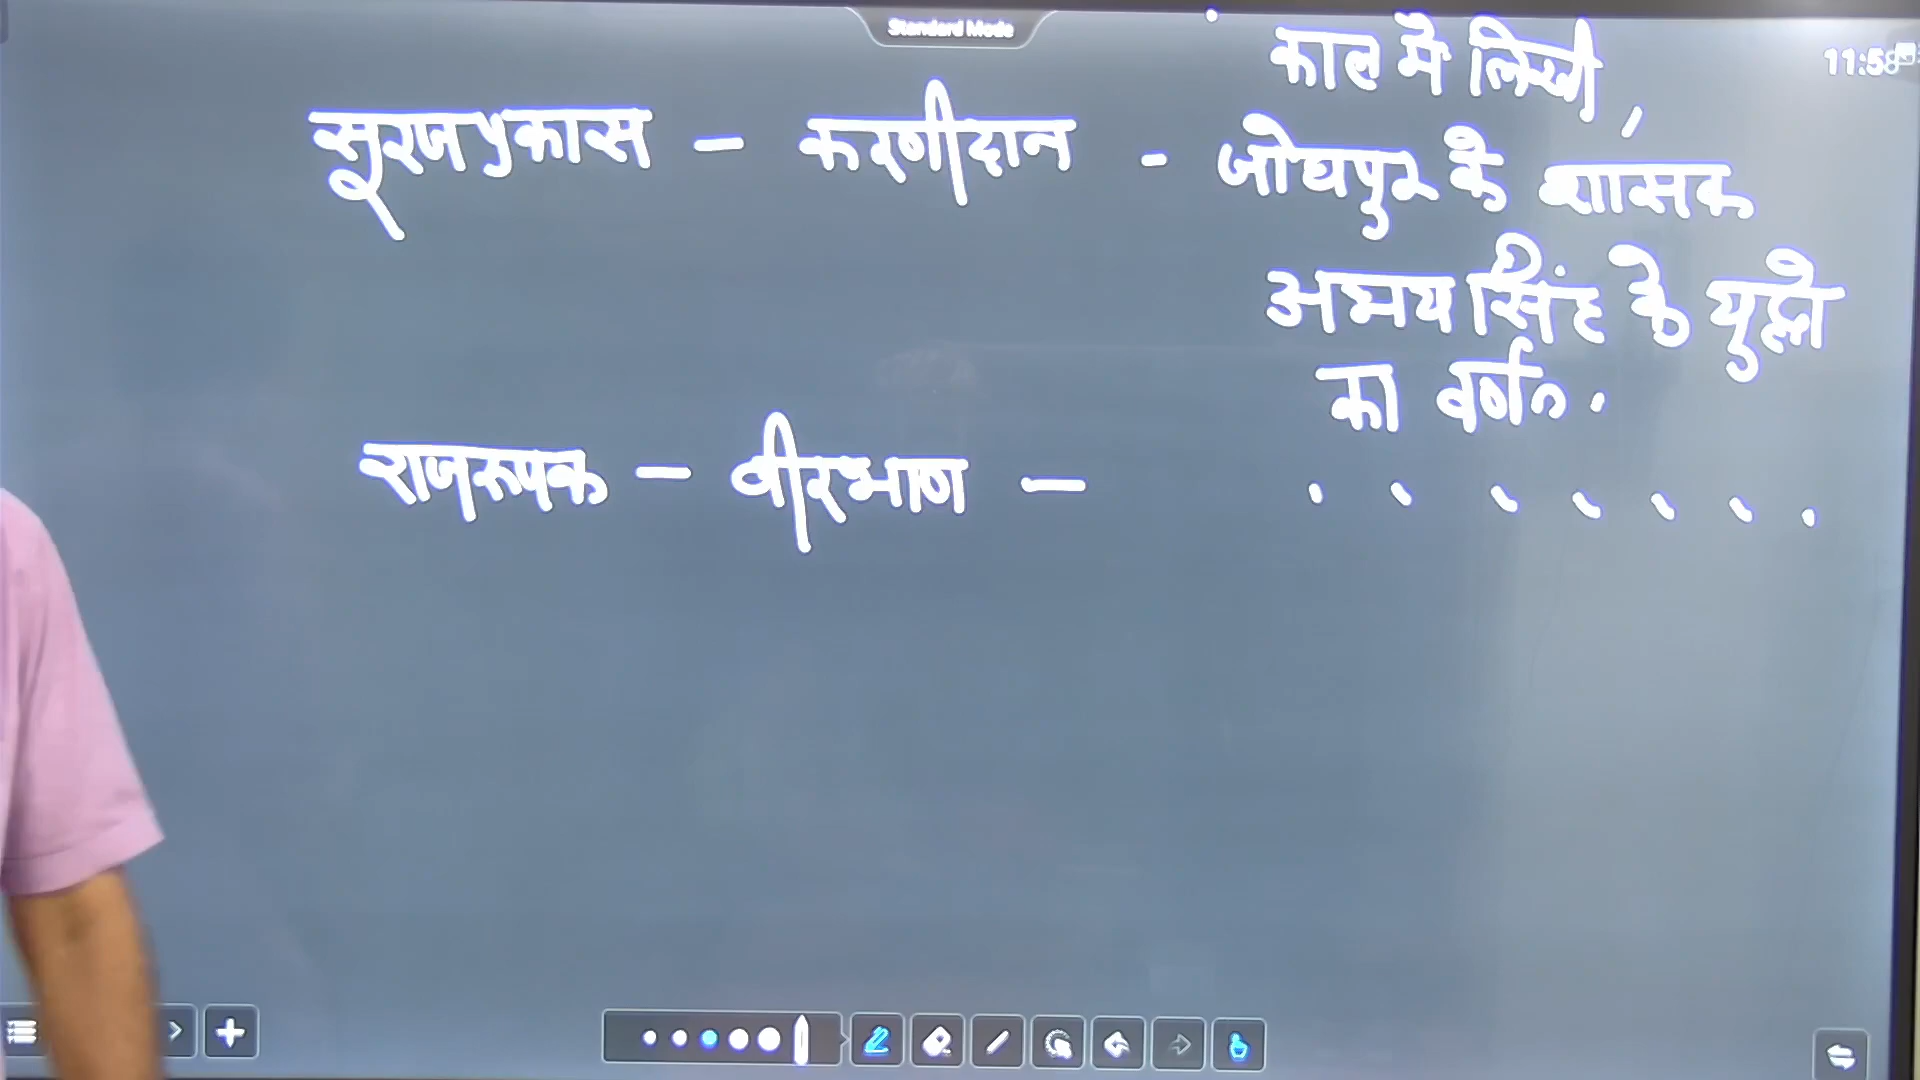 Standard Mode
11:58
काल में लिखी,
सूरजप्रकास - करणीदान - जोधपुर के शासक
अभयसिंह के युद्धों
का वर्णन .
राजरूपक - वीरभाण - . . . . . . .